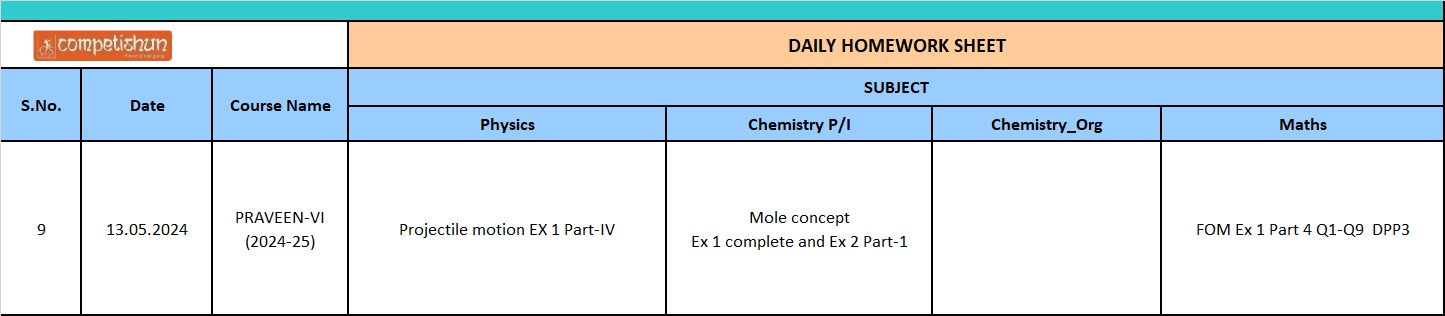 competishun
DAILY HOMEWORK SHEET
S.No.
Date
Course Name
SUBJECT
Physics
Chemistry P/I
Chemistry_Org
Maths
9
13.05.2024
PRAVEEN-VI
(2024-25)
Projectile motion EX 1 Part-IV
Mole concept
Ex 1 complete and Ex 2 Part-1
FOM Ex 1 Part 4 Q1-Q9  DPP3